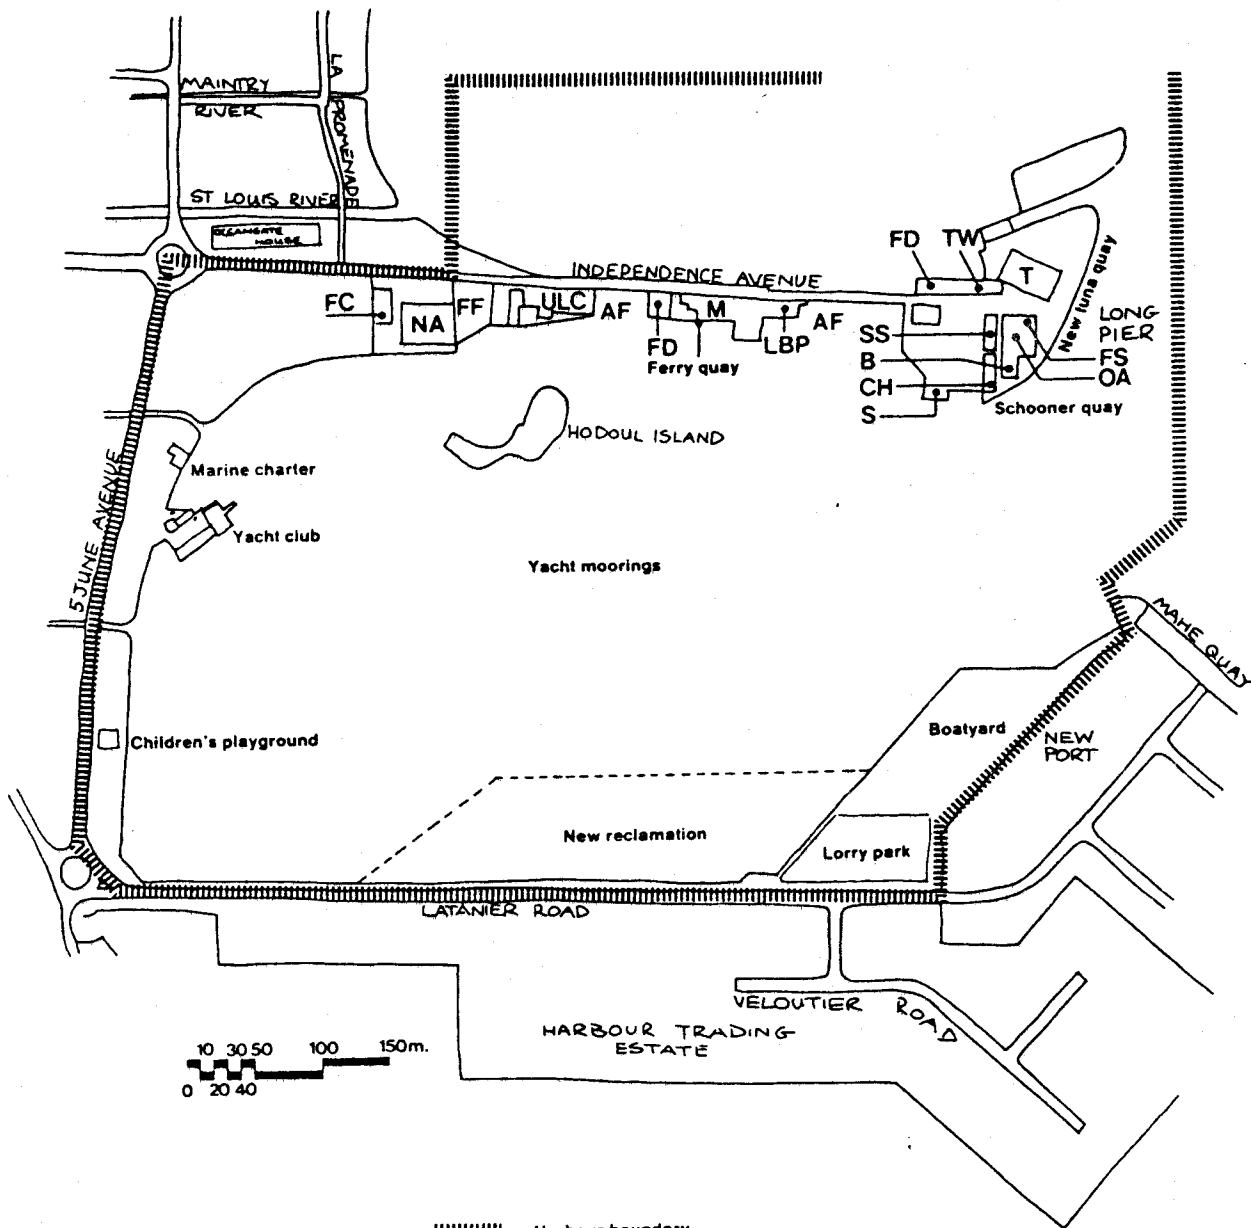 MAINTRY
RIVER
LA PROMENADE
ST LOUIS RIVER
OCEANGATE
HOUSE
INDEPENDENCE AVENUE
FD
TW
T
New tuna quay
LONG
PIER
FC
NA
FF
ULC
AF
FD
M
LBP
AF
Ferry quay
SS
B
CH
S
FS
OA
Schooner quay
HODOUL ISLAND
Marine charter
Yacht club
5 JUNE AVENUE
Yacht moorings
MAHE QUAY
Boatyard
NEW
PORT
Children's playground
New reclamation
Lorry park
LATANIER ROAD
VELOUTIER ROAD
HARBOUR TRADING
ESTATE
10 30 50 100 150m.
0 20 40